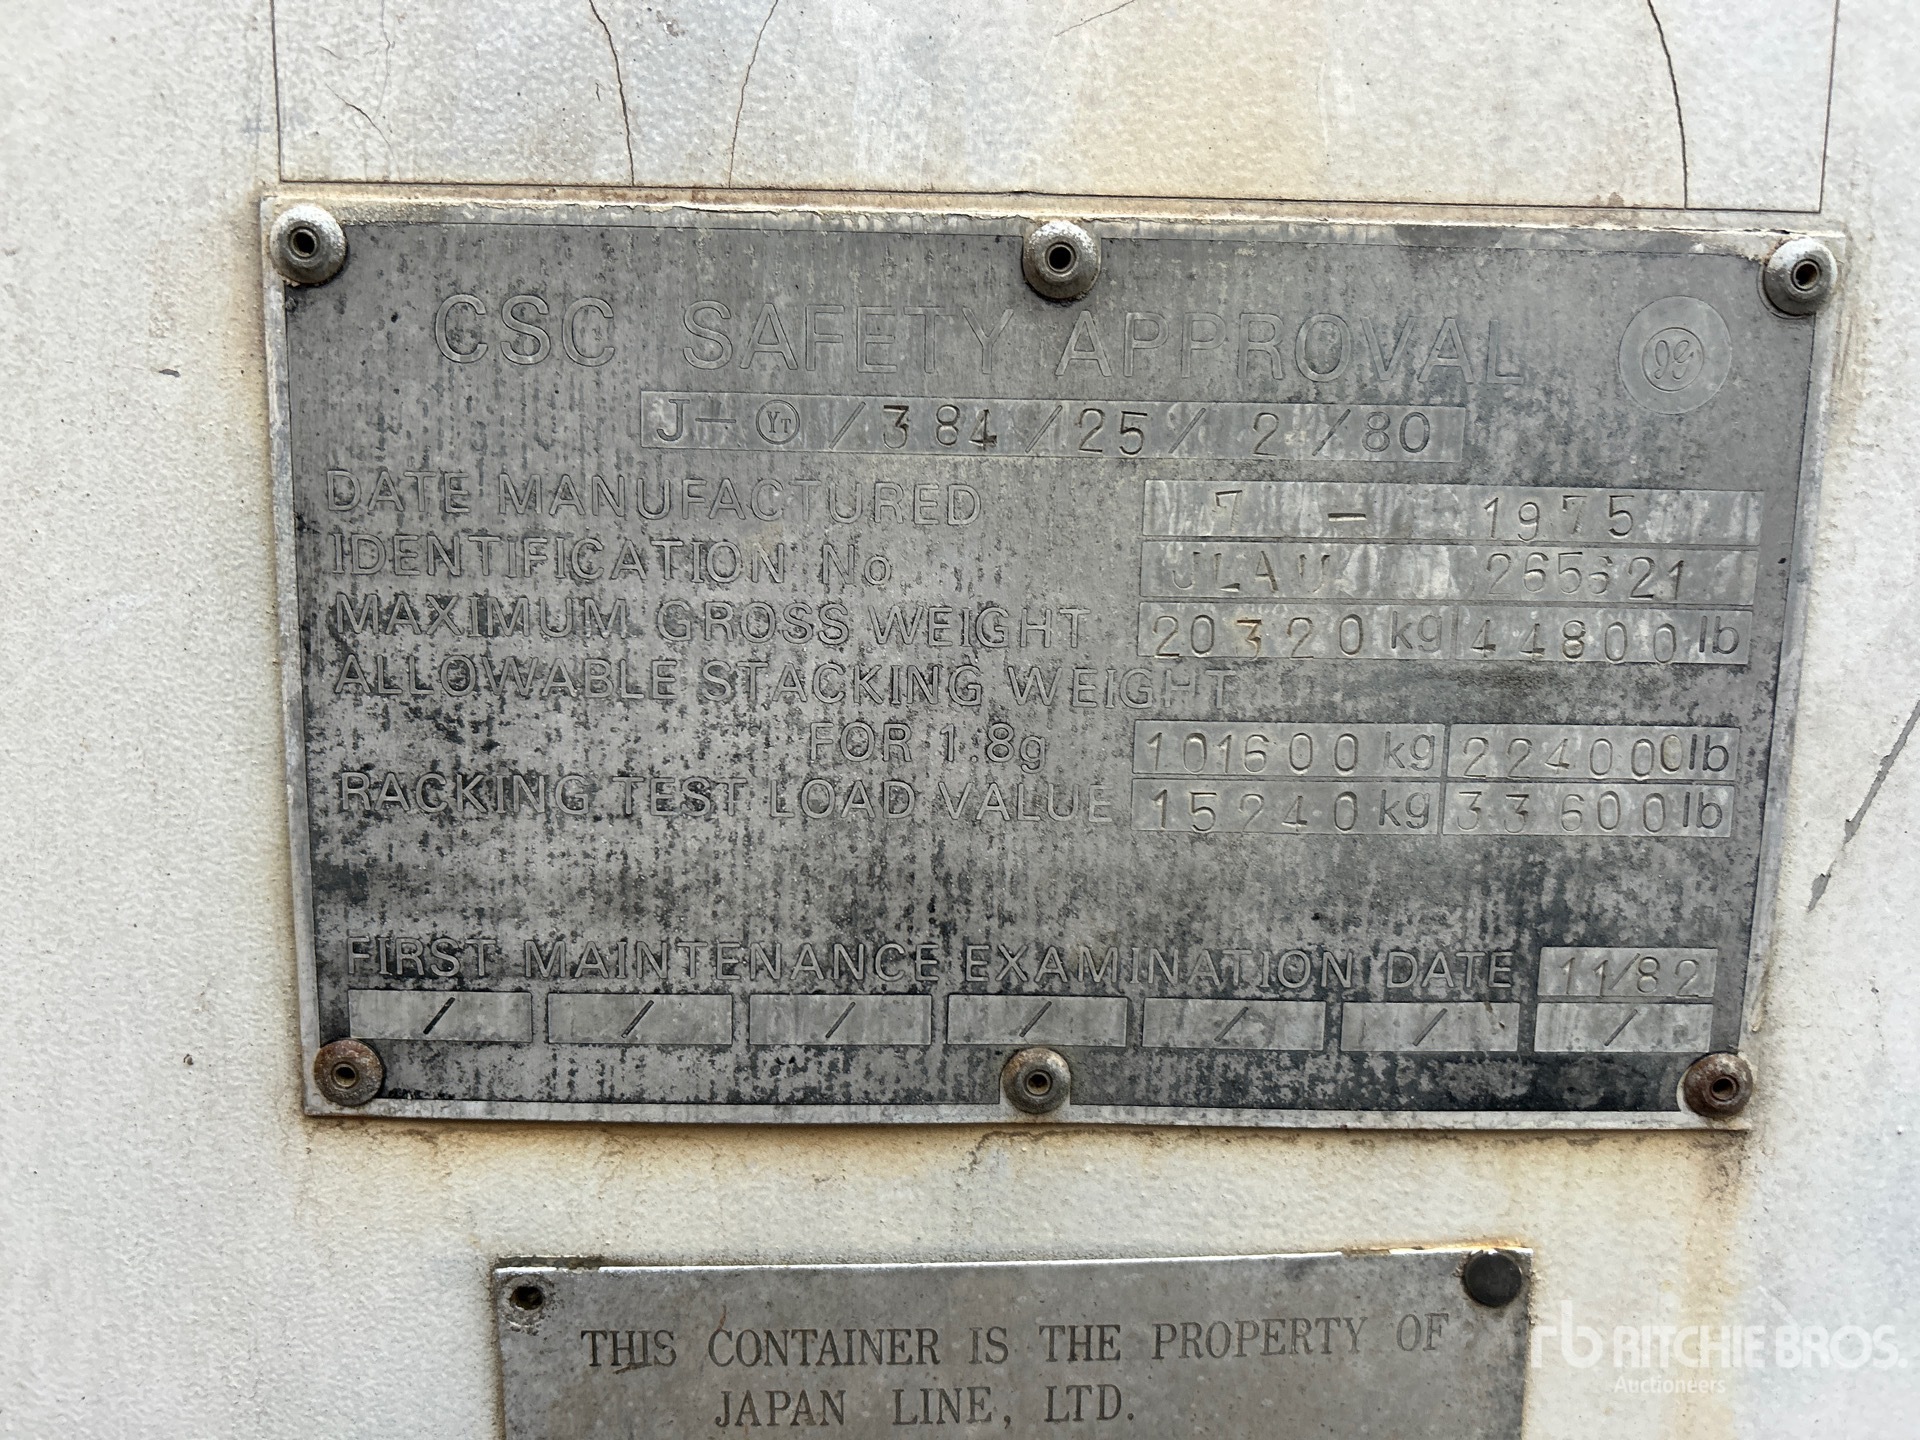 CSC SAFETY APPROVAL
J-YT/384/25/2/80
DATE MANUFACTURED 7 - 1975
IDENTIFICATION No JLAU 265621
MAXIMUM GROSS WEIGHT 20320 kg 44800 lb
ALLOWABLE STACKING WEIGHT
FOR 1.8g 101600 kg 224000 lb
RACKING TEST LOAD VALUE 15240 kg 33600 lb
FIRST MAINTENANCE EXAMINATION DATE 11/82
/ / / / / / /
THIS CONTAINER IS THE PROPERTY OF
JAPAN LINE, LTD.
rb RITCHIE BROS.
Auctioneers